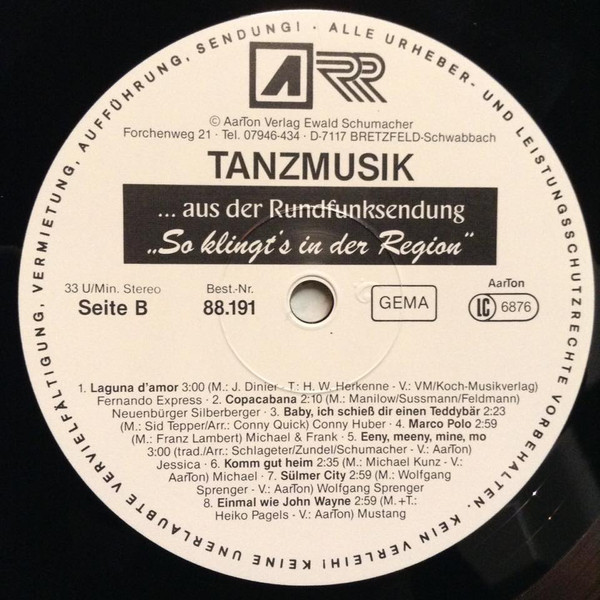 ALLE URHEBER- UND LEISTUNGSSCHUTZRECHTE VORBEHALTEN. KEIN VERLEIH! KEINE UNERLAUBTE VERVIELFÄLTIGUNG, VERMIETUNG, AUFFÜHRUNG, SENDUNG! ·
ARR
© AarTon Verlag Ewald Schumacher
Forchenweg 21 · Tel. 07946-434 · D-7117 BRETZFELD-Schwabbach
TANZMUSIK
... aus der Rundfunksendung
„So klingt's in der Region"
33 U/Min. Stereo
Seite B
Best.-Nr.
88.191
GEMA
AarTon
LC 6876
1. Laguna d'amor 3:00 (M.: J. Dinier - T: H. W. Herkenne - V.: VM/Koch-Musikverlag)
Fernando Express · 2. Copacabana 2:10 (M.: Manilow/Sussmann/Feldmann)
Neuenbürger Silberberger · 3. Baby, ich schieß dir einen Teddybär 2:23
(M.: Sid Tepper/Arr.: Conny Quick) Conny Huber · 4. Marco Polo 2:59
(M.: Franz Lambert) Michael & Frank · 5. Eeny, meeny, mine, mo
3:00 (trad./Arr.: Schlageter/Zundel/Schumacher - V.: AarTon)
Jessica · 6. Komm gut heim 2:35 (M.: Michael Kunz - V.:
AarTon) Michael · 7. Sülmer City 2:59 (M.: Wolfgang
Sprenger - V.: AarTon) Wolfgang Sprenger
8. Einmal wie John Wayne 2:59 (M.+T.:
Heiko Pagels - V.: AarTon) Mustang